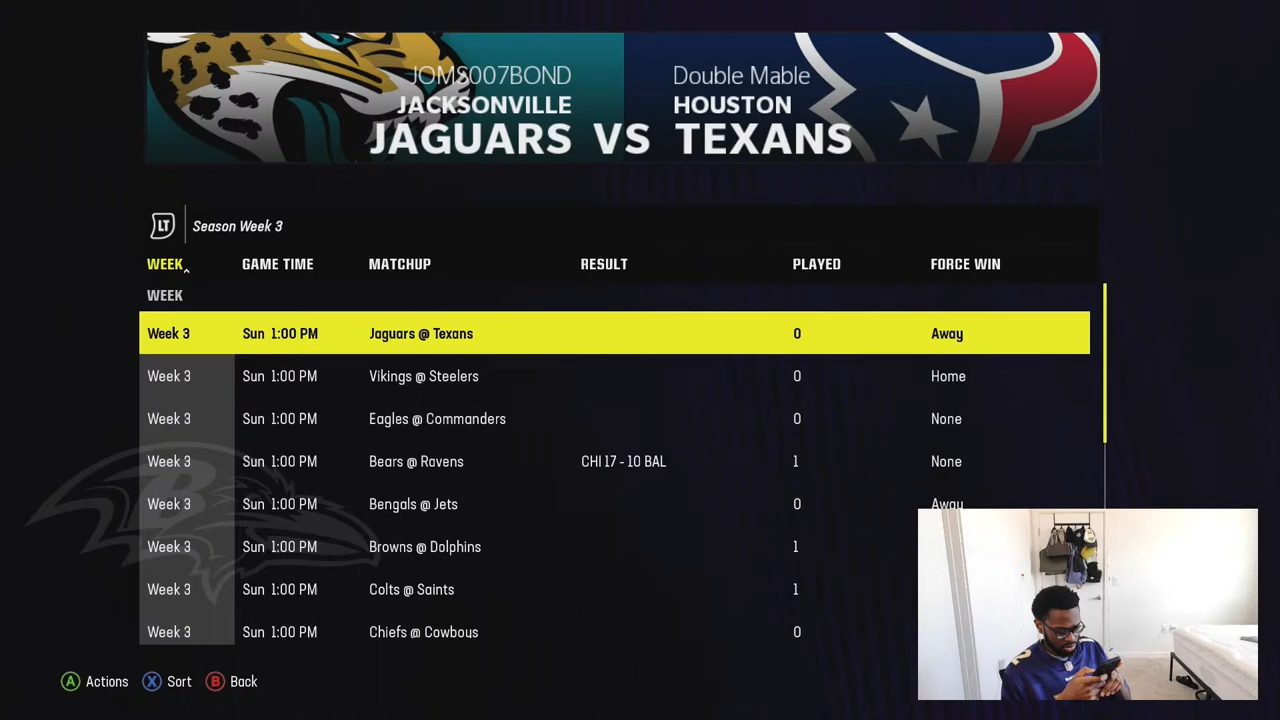 JOMS007BOND Double Mable
JACKSONVILLE HOUSTON
JAGUARS VS TEXANS
LT Season Week 3
WEEK GAME TIME MATCHUP RESULT PLAYED FORCE WIN
WEEK
Week 3 Sun 1:00 PM Jaguars @ Texans 0 Away
Week 3 Sun 1:00 PM Vikings @ Steelers 0 Home
Week 3 Sun 1:00 PM Eagles @ Commanders 0 None
Week 3 Sun 1:00 PM Bears @ Ravens CHI 17 - 10 BAL 1 None
Week 3 Sun 1:00 PM Bengals @ Jets 0 Away
Week 3 Sun 1:00 PM Browns @ Dolphins 1
Week 3 Sun 1:00 PM Colts @ Saints 1
Week 3 Sun 1:00 PM Chiefs @ Cowboys 0
A Actions X Sort B Back